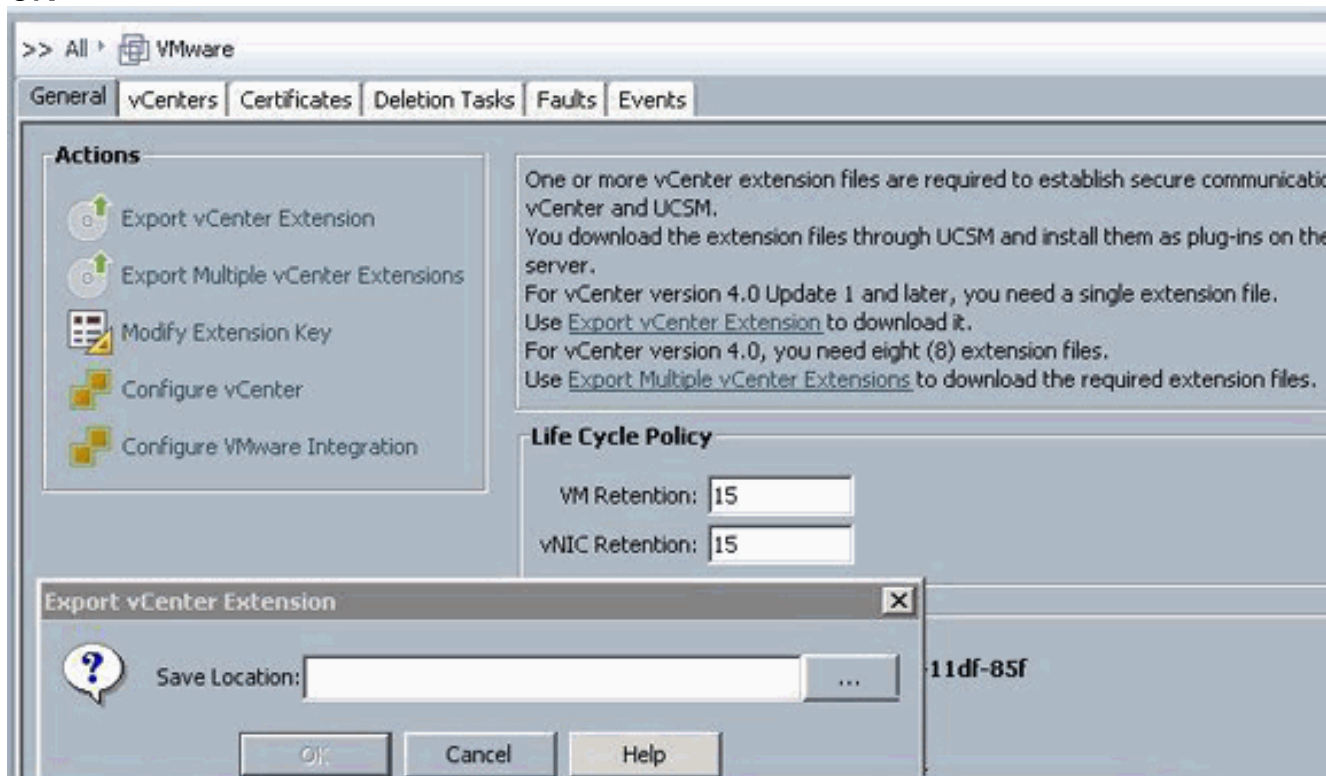 >> All VMware
General vCenters Certificates Deletion Tasks Faults Events
Actions
Export vCenter Extension
Export Multiple vCenter Extensions
Modify Extension Key
Configure vCenter
Configure VMware Integration
One or more vCenter extension files are required to establish secure communicatio
vCenter and UCSM.
You download the extension files through UCSM and install them as plug-ins on the
server.
For vCenter version 4.0 Update 1 and later, you need a single extension file.
Use Export vCenter Extension to download it.
For vCenter version 4.0, you need eight (8) extension files.
Use Export Multiple vCenter Extensions to download the required extension files.
Life Cycle Policy
VM Retention: 15
vNIC Retention: 15
Export vCenter Extension
Save Location: ...
-11df-85f
OK Cancel Help